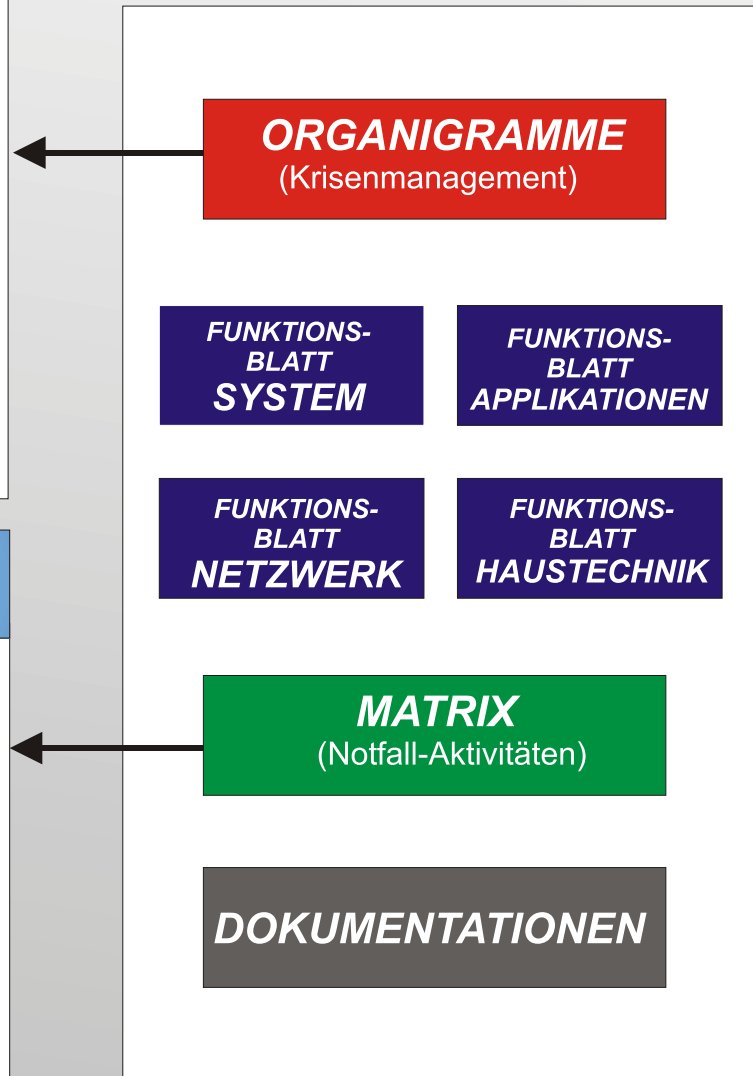 ORGANIGRAMME
(Krisenmanagement)
FUNKTIONS-
BLATT
SYSTEM
FUNKTIONS-
BLATT
APPLIKATIONEN
FUNKTIONS-
BLATT
NETZWERK
FUNKTIONS-
BLATT
HAUSTECHNIK
MATRIX
(Notfall-Aktivitäten)
DOKUMENTATIONEN